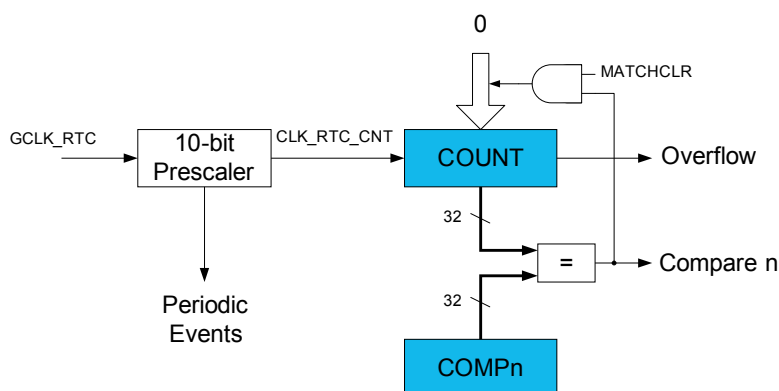 0
MATCHCLR
GCLK_RTC
10-bit
Prescaler
CLK_RTC_CNT
COUNT
Overflow
32
=
Compare n
Periodic
Events
32
COMPn